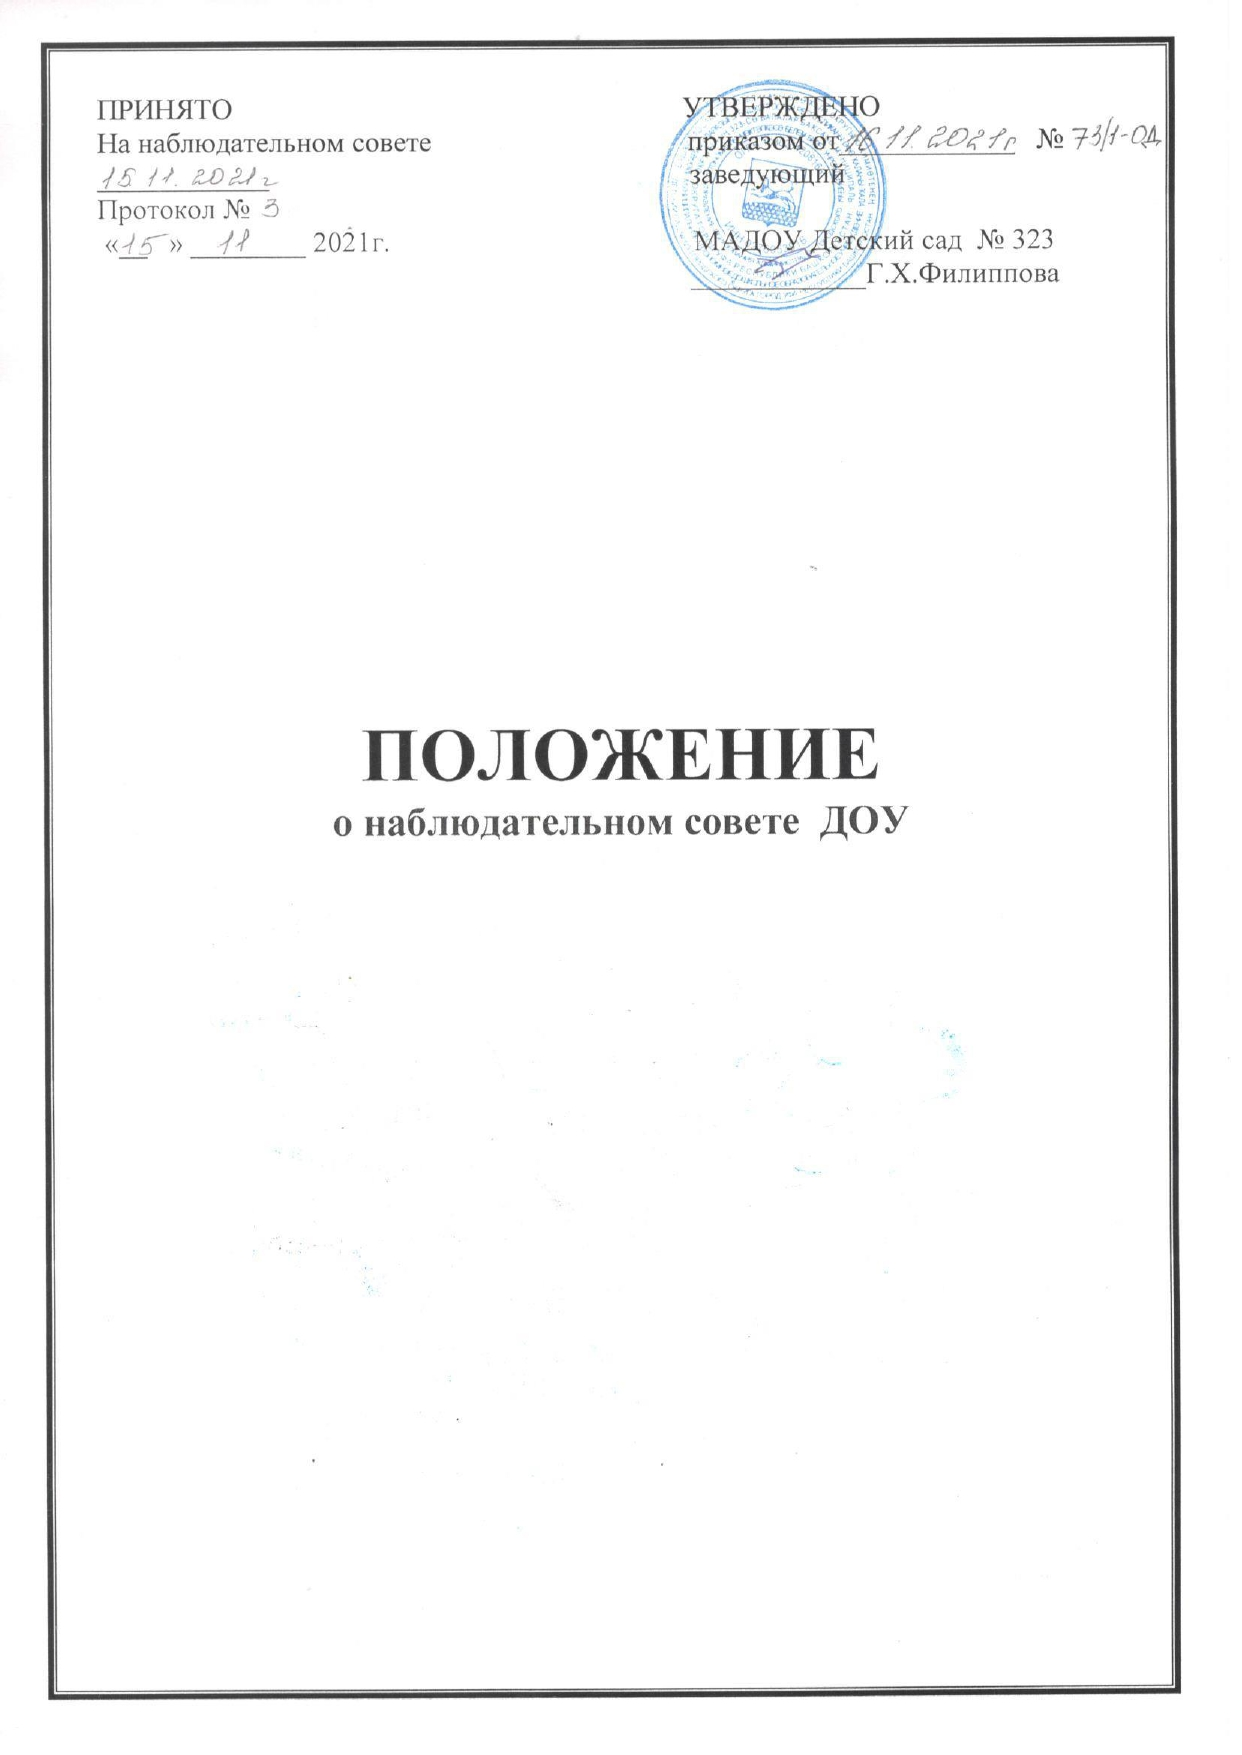 ПРИНЯТО
На наблюдательном совете
15 11. 2021г
Протокол № 3
«15» 11 2021г.
УТВЕРЖДЕНО
приказом от 16 11. 2021г № 73/1-ОД
заведующий
МАДОУ Детский сад № 323
Г.Х.Филиппова
ПОЛОЖЕНИЕ
о наблюдательном совете ДОУ